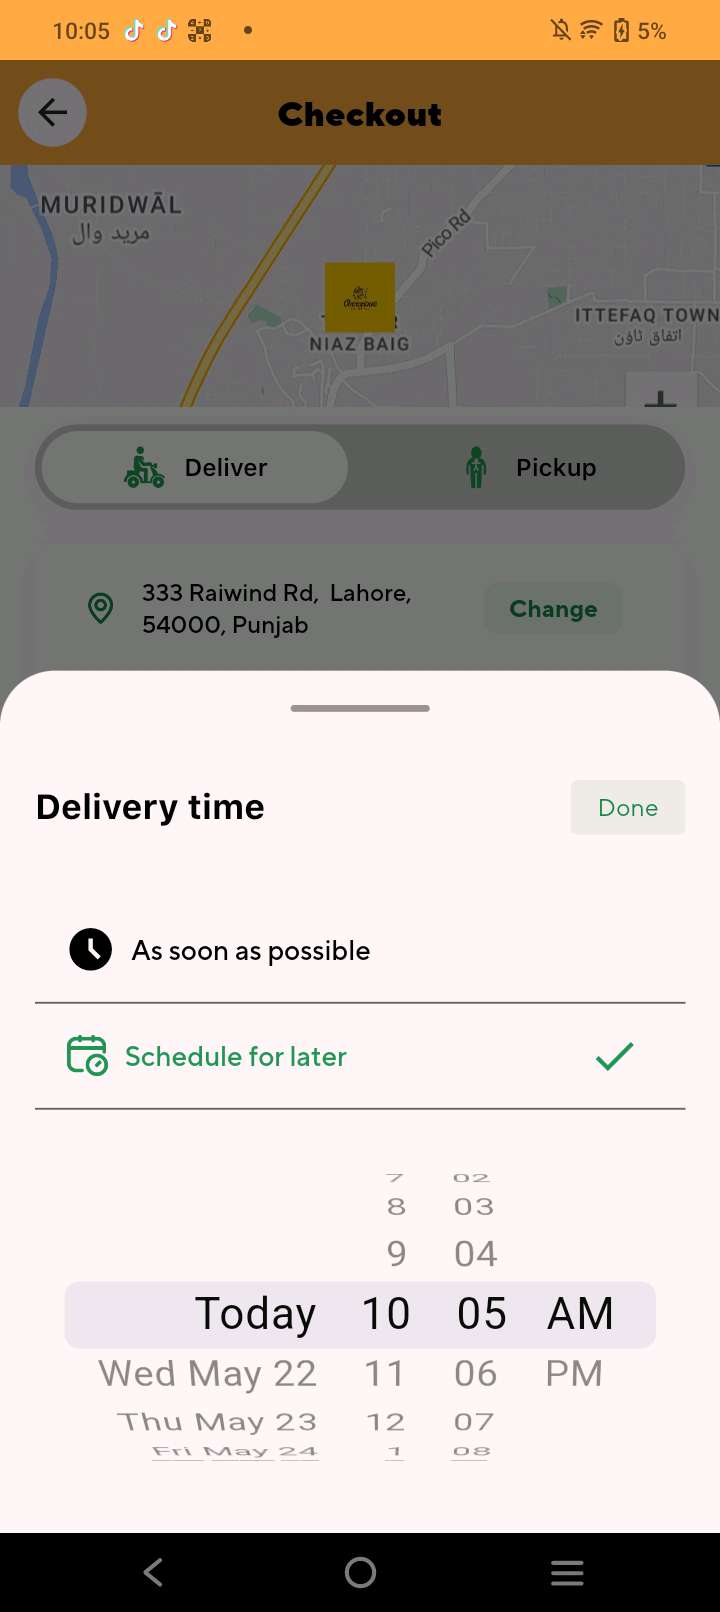 10:05
5%
Checkout
MURIDWĀL
مرید وال
Pico Rd
NIAZ BAIG
ITTEFAQ TOWN
اتفاق ٹاؤن
Deliver
Pickup
333 Raiwind Rd,  Lahore,
54000, Punjab
Change
Delivery time
Done
As soon as possible
Schedule for later
7 02
8 03
9 04
Today 10 05 AM
Wed May 22 11 06 PM
Thu May 23 12 07
Fri May 24 1 08